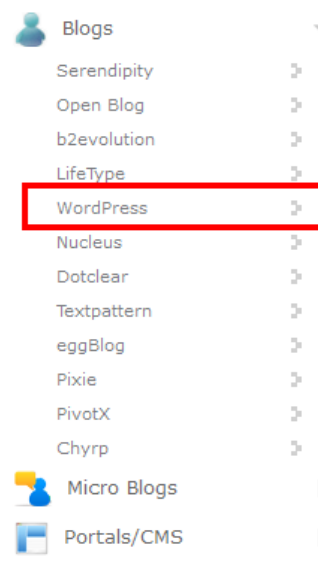 Blogs
Serendipity
Open Blog
b2evolution
LifeType
WordPress
Nucleus
Dotclear
Textpattern
eggBlog
Pixie
PivotX
Chyrp
Micro Blogs
Portals/CMS